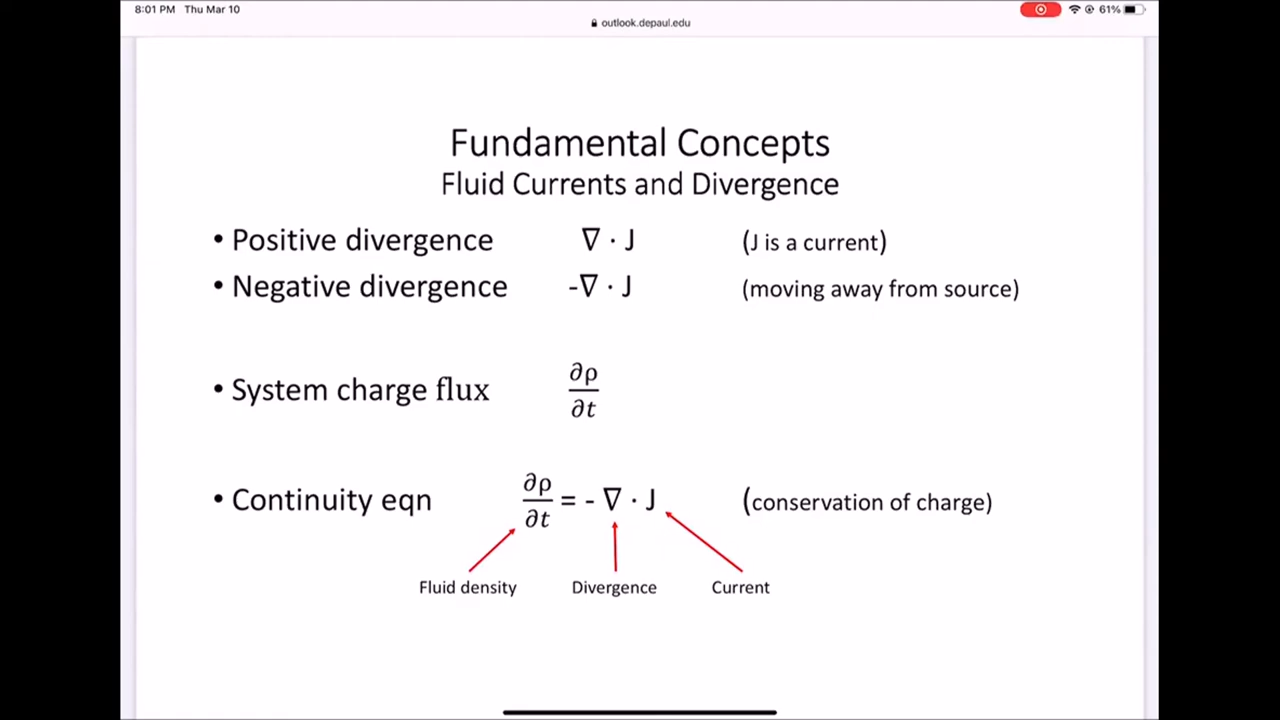 8:01 PM Thu Mar 10
61%
outlook.depaul.edu
Fundamental Concepts
Fluid Currents and Divergence
• Positive divergence ∇ · J (J is a current)
• Negative divergence -∇ · J (moving away from source)
• System charge flux ∂ρ/∂t
• Continuity eqn ∂ρ/∂t = - ∇ · J (conservation of charge)
Fluid density Divergence Current